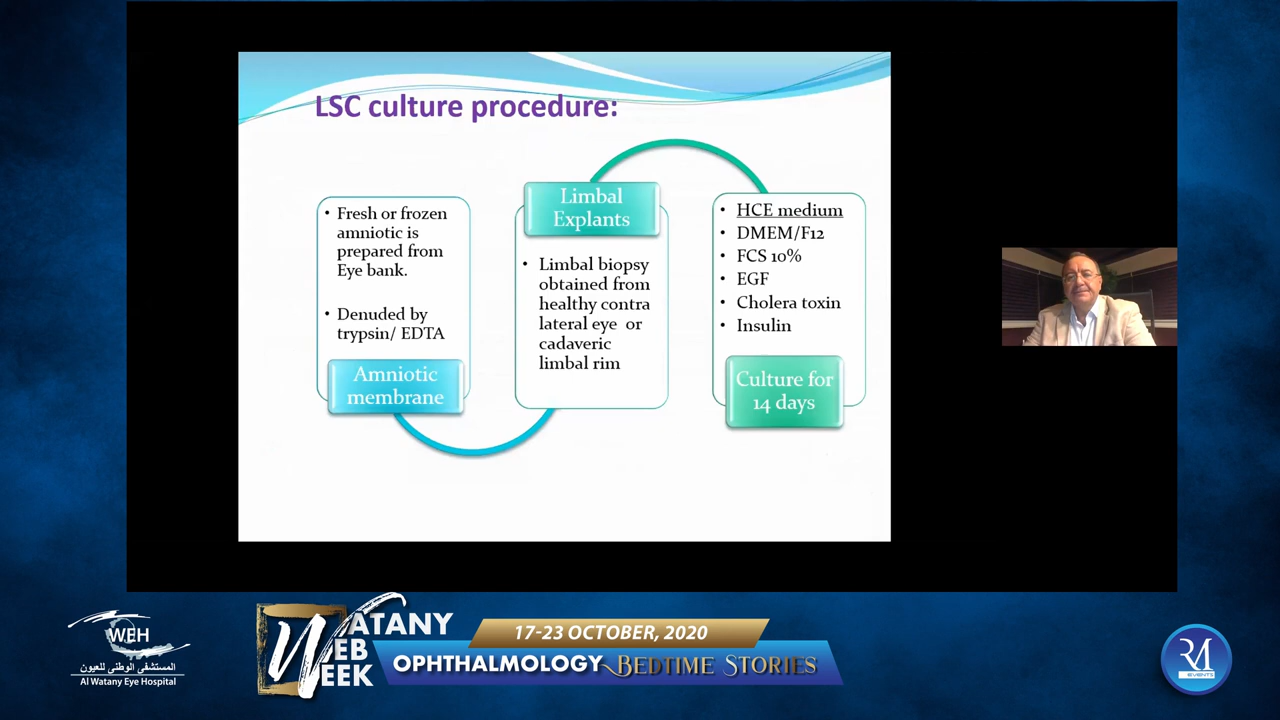 LSC culture procedure:
• Fresh or frozen
amniotic is
prepared from
Eye bank.
• Denuded by
trypsin/ EDTA
Amniotic
membrane
Limbal
Explants
• Limbal biopsy
obtained from
healthy contra
lateral eye or
cadaveric
limbal rim
• HCE medium
• DMEM/F12
• FCS 10%
• EGF
• Cholera toxin
• Insulin
Culture for
14 days
WEH
المستشفى الوطنى للعيون
Al Watany Eye Hospital
WATANY
WEB
WEEK
17-23 OCTOBER, 2020
OPHTHALMOLOGY BEDTIME STORIES
RM
EVENTS